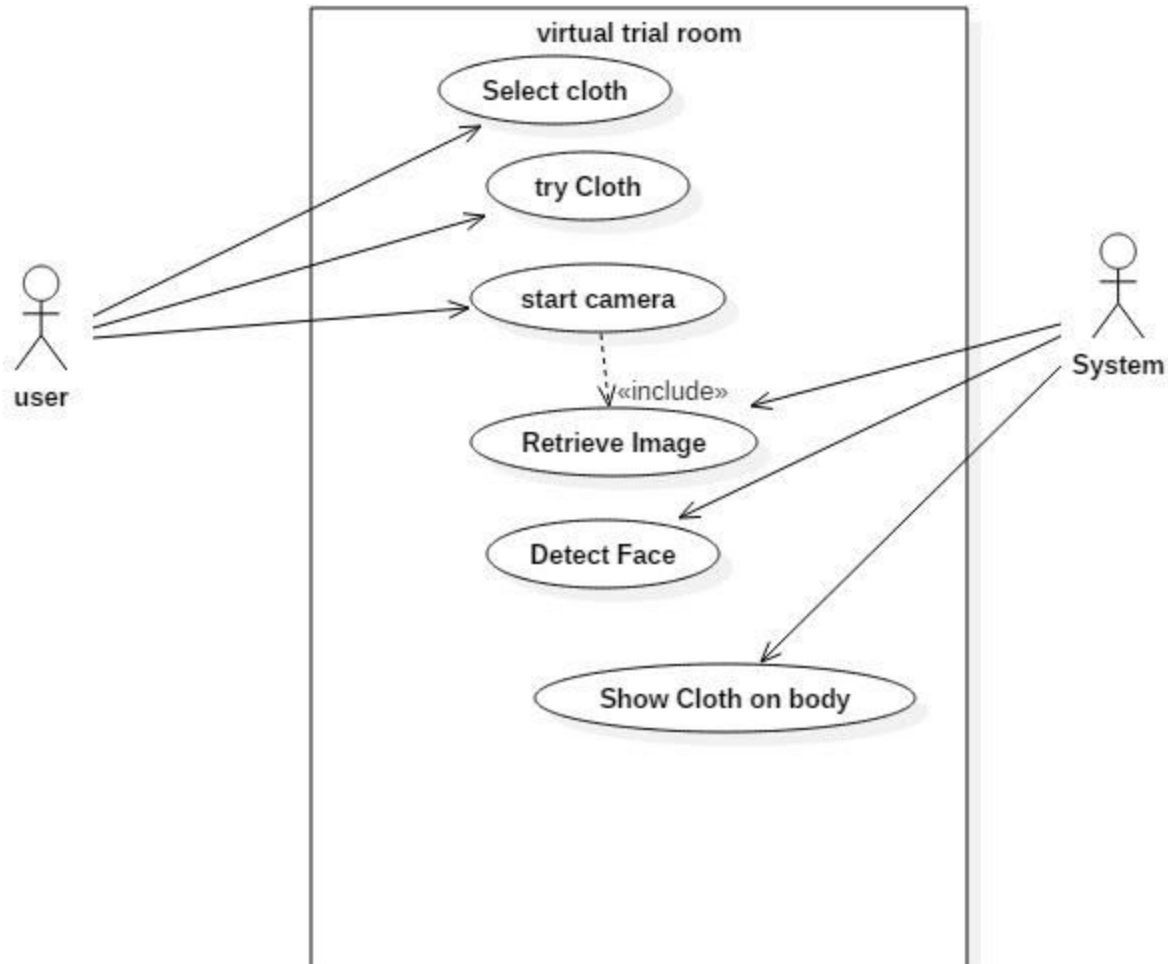 virtual trial room
Select cloth
try Cloth
start camera
«include»
Retrieve Image
Detect Face
Show Cloth on body
user
System